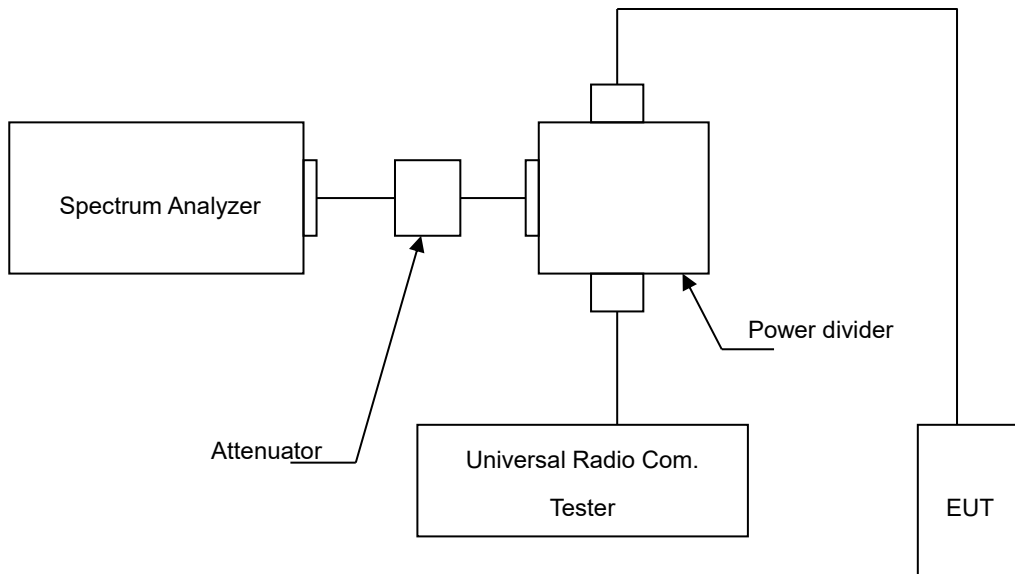 Spectrum Analyzer
Power divider
Attenuator
Universal Radio Com.
Tester
EUT